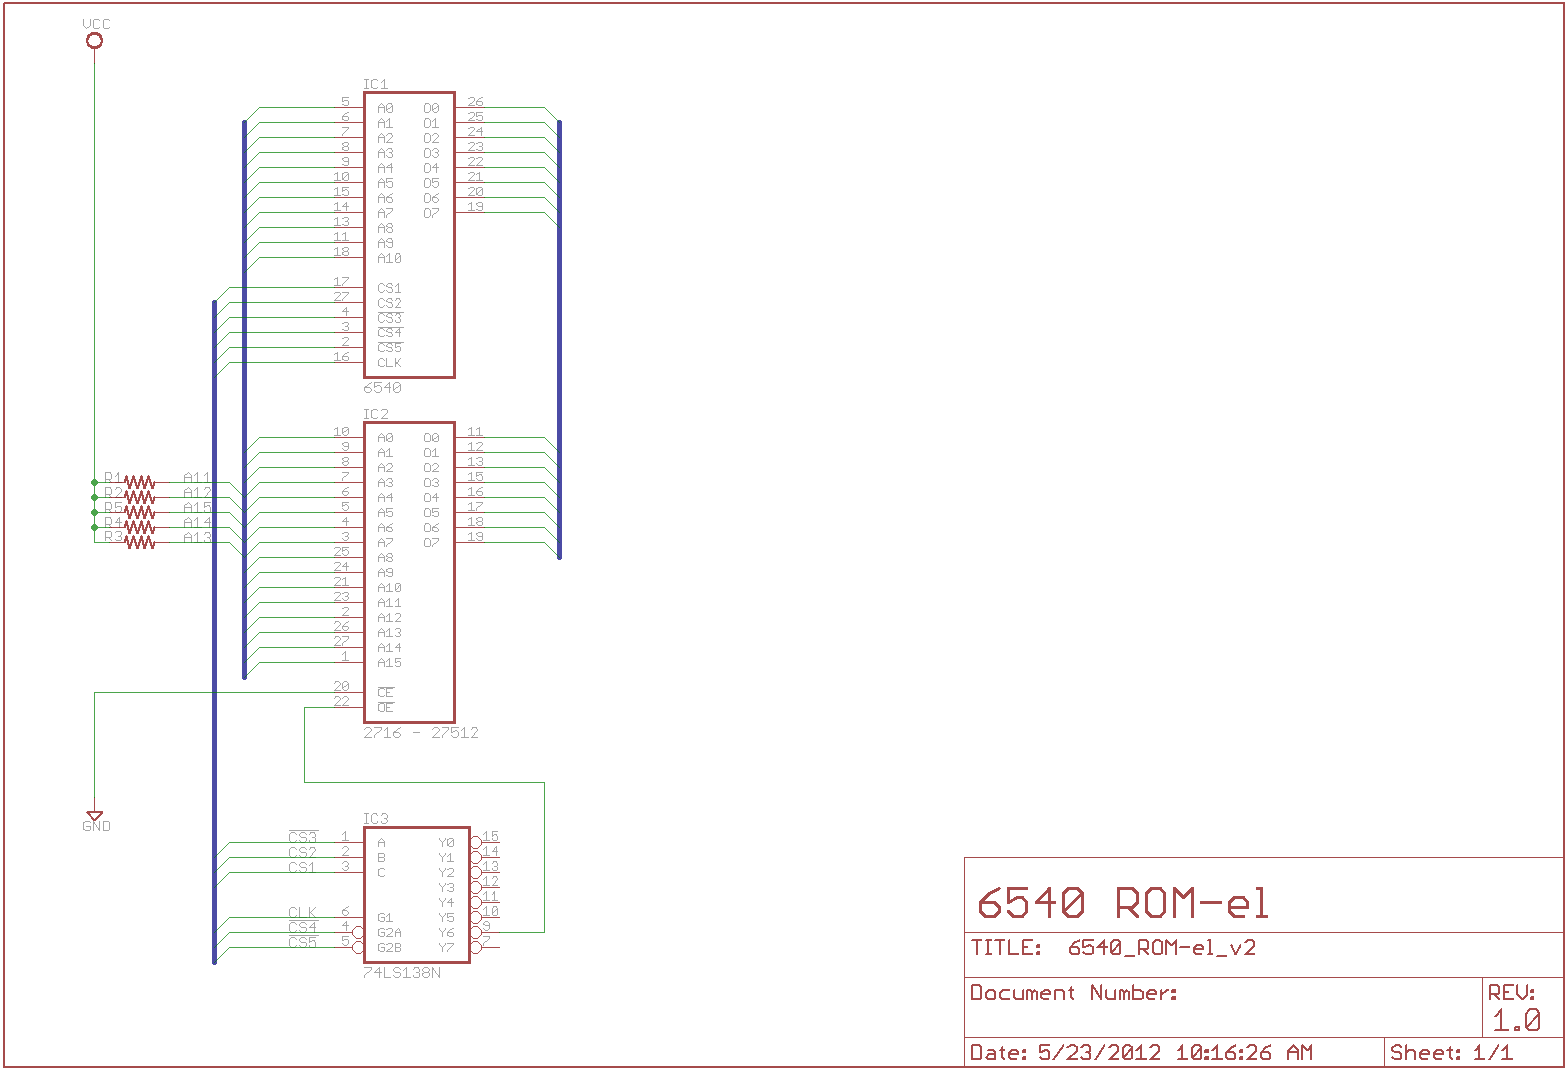 VCC
IC1
5 A0 O0 26
6 A1 O1 25
7 A2 O2 24
8 A3 O3 23
9 A4 O4 22
10 A5 O5 21
15 A6 O6 20
14 A7 O7 19
13 A8
11 A9
18 A10
17 CS1
27 CS2
4 CS3
3 CS4
2 CS5
16 CLK
6540
IC2
10 A0 O0 11
9 A1 O1 12
8 A2 O2 13
R1 A11 7 A3 O3 15
R2 A12 6 A4 O4 16
R5 A15 5 A5 O5 17
R4 A14 4 A6 O6 18
R3 A13 3 A7 O7 19
25 A8
24 A9
21 A10
23 A11
2 A12
26 A13
27 A14
1 A15
20 CE
22 OE
2716 - 27512
GND
IC3
CS3 1 A Y0 15
CS2 2 B Y1 14
CS1 3 C Y2 13
Y3 12
Y4 11
CLK 6 G1 Y5 10
CS4 4 G2A Y6 9
CS5 5 G2B Y7 7
74LS138N
6540 ROM-el
TITLE: 6540_ROM-el_v2
Document Number:
REV:
1.0
Date: 5/23/2012 10:16:26 AM
Sheet: 1/1